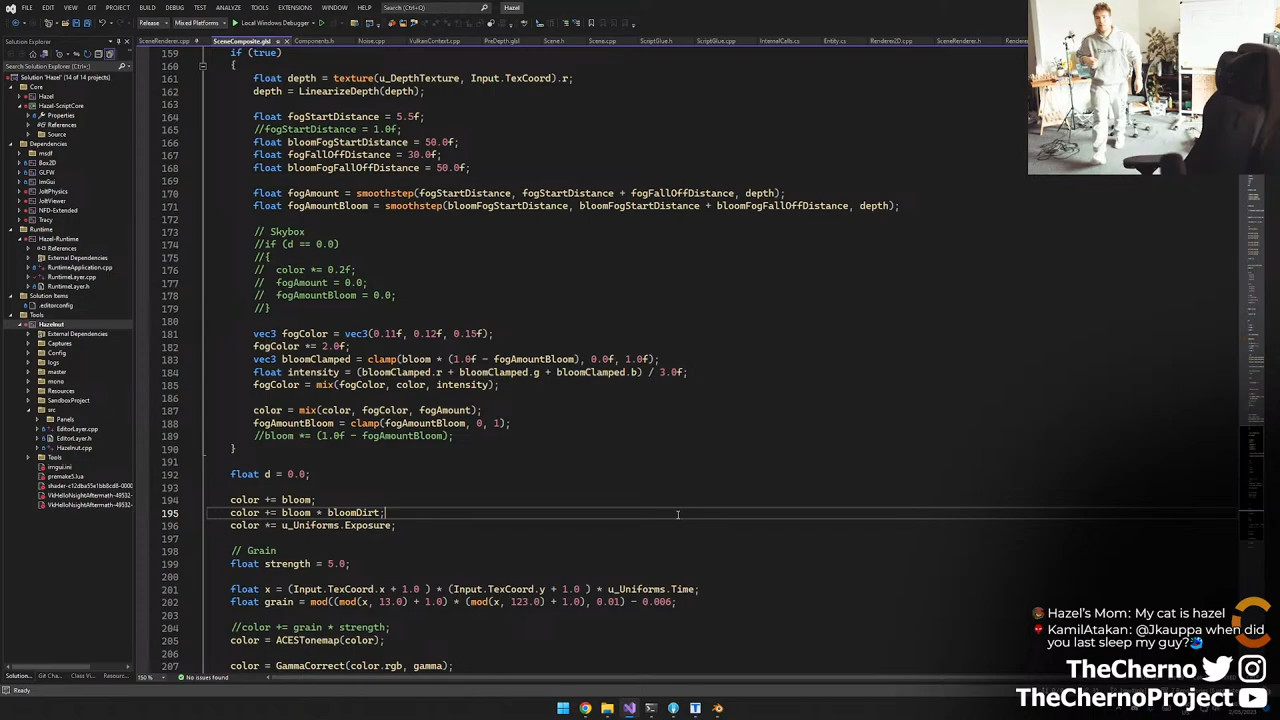 File Edit View Git Project Build Debug Test Analyze Tools Extensions Window Help Search (Ctrl+Q) Hazel
Release Mixed Platforms Local Windows Debugger
Solution Explorer
Search Solution Explorer (Ctrl+;)
Solution 'Hazel' (14 of 14 projects)
Core
Hazel
Hazel-ScriptCore
Properties
References
Source
Dependencies
msdf
Box2D
GLFW
ImGui
JoltPhysics
JoltViewer
NFD-Extended
Tracy
Runtime
Hazel-Runtime
References
External Dependencies
RuntimeApplication.cpp
RuntimeLayer.cpp
RuntimeLayer.h
Solution Items
.editorconfig
Tools
Hazelnut
External Dependencies
Captures
Config
logs
master
mono
Resources
SandboxProject
src
Panels
EditorLayer.cpp
EditorLayer.h
Hazelnut.cpp
Tools
imgui.ini
premake5.lua
shader-c212ba55e1bb8cd6-0000
VkHelloNsightAftermath-49532-
VkHelloNsightAftermath-49532-
Solution... Class Vi... Resourc...
SceneRenderer.cpp SceneComposite.glsl Components.h Noise.cpp VulkanContext.cpp PreDepth.glsl Scene.h Scene.cpp ScriptGlue.h ScriptGlue.cpp InternalCalls.cs Entity.cs Renderer2D.cpp SceneRenderer.h
159 if (true)
160 {
161 float depth = texture(u_DepthTexture, Input.TexCoord).r;
162 depth = LinearizeDepth(depth);
163
164 float fogStartDistance = 5.5f;
165 //fogStartDistance = 1.0f;
166 float bloomFogStartDistance = 50.0f;
167 float fogFallOffDistance = 30.0f;
168 float bloomFogFallOffDistance = 50.0f;
169
170 float fogAmount = smoothstep(fogStartDistance, fogStartDistance + fogFallOffDistance, depth);
171 float fogAmountBloom = smoothstep(bloomFogStartDistance, bloomFogStartDistance + bloomFogFallOffDistance, depth);
172
173 // Skybox
174 //if (d == 0.0)
175 //{
176 // color *= 0.2f;
177 // fogAmount = 0.0;
178 // fogAmountBloom = 0.0;
179 //}
180
181 vec3 fogColor = vec3(0.11f, 0.12f, 0.15f);
182 fogColor *= 2.0f;
183 vec3 bloomClamped = clamp(bloom * (1.0f - fogAmountBloom), 0.0f, 1.0f);
184 float intensity = (bloomClamped.r + bloomClamped.g + bloomClamped.b) / 3.0f;
185 fogColor = mix(fogColor, color, intensity);
186
187 color = mix(color, fogColor, fogAmount);
188 fogAmountBloom = clamp(fogAmountBloom, 0, 1);
189 //bloom *= (1.0f - fogAmountBloom);
190 }
191
192 float d = 0.0;
193
194 color += bloom;
195 color += bloom * bloomDirt;
196 color *= u_Uniforms.Exposure;
197
198 // Grain
199 float strength = 5.0;
200
201 float x = (Input.TexCoord.x + 1.0 ) * (Input.TexCoord.y + 1.0 ) * u_Uniforms.Time;
202 float grain = mod((mod(x, 13.0) + 1.0) * (mod(x, 123.0) + 1.0), 0.01) - 0.006;
203
204 //color += grain * strength;
205 color = ACESTonemap(color);
206
207 color = GammaCorrect(color.rgb, gamma);
150 % No issues found
Ready
Hazel's Mom: My cat is hazel
KamilAtakan: @Jkauppa when did
you last sleep my guy?
TheCherno
TheChernoProject